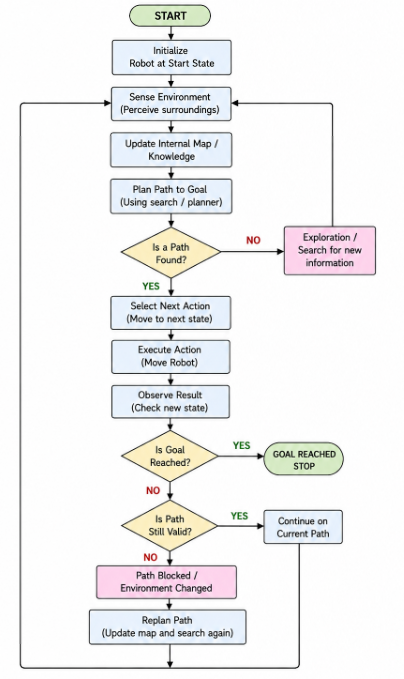 START
Initialize
Robot at Start State
Sense Environment
(Perceive surroundings)
Update Internal Map /
Knowledge
Plan Path to Goal
(Using search / planner)
Is a Path
Found?
NO
Exploration /
Search for new
information
YES
Select Next Action
(Move to next state)
Execute Action
(Move Robot)
Observe Result
(Check new state)
Is Goal
Reached?
YES
GOAL REACHED
STOP
NO
Is Path
Still Valid?
YES
Continue on
Current Path
NO
Path Blocked /
Environment Changed
Replan Path
(Update map and search again)